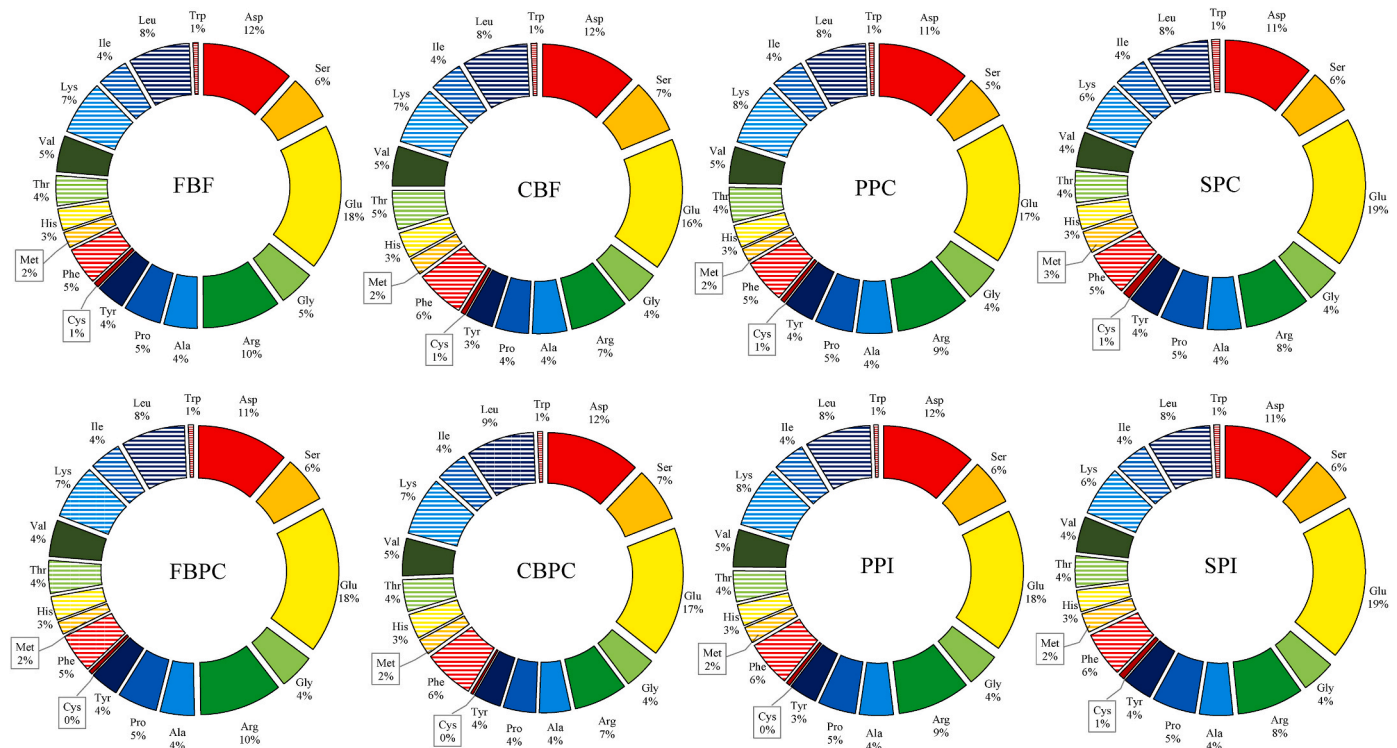 FBF
Trp
1%
Asp
12%
Ser
6%
Glu
18%
Gly
5%
Arg
10%
Ala
4%
Pro
5%
Tyr
4%
Cys
1%
Phe
5%
Met
2%
His
3%
Thr
4%
Val
5%
Lys
7%
Ile
4%
Leu
8%
CBF
Trp
1%
Asp
12%
Ser
7%
Glu
16%
Gly
4%
Arg
7%
Ala
4%
Pro
4%
Tyr
3%
Cys
1%
Phe
6%
Met
2%
His
3%
Thr
5%
Val
5%
Lys
7%
Ile
4%
Leu
8%
PPC
Trp
1%
Asp
11%
Ser
5%
Glu
17%
Gly
4%
Arg
9%
Ala
4%
Pro
5%
Tyr
4%
Cys
1%
Phe
5%
Met
2%
His
3%
Thr
4%
Val
5%
Lys
8%
Ile
4%
Leu
8%
SPC
Trp
1%
Asp
11%
Ser
6%
Glu
19%
Gly
4%
Arg
8%
Ala
4%
Pro
5%
Tyr
4%
Cys
1%
Phe
5%
Met
3%
His
3%
Thr
4%
Val
4%
Lys
6%
Ile
4%
Leu
8%
FBPC
Trp
1%
Asp
11%
Ser
6%
Glu
18%
Gly
4%
Arg
10%
Ala
4%
Pro
5%
Tyr
4%
Cys
0%
Phe
5%
Met
2%
His
3%
Thr
4%
Val
4%
Lys
7%
Ile
4%
Leu
8%
CBPC
Trp
1%
Asp
12%
Ser
7%
Glu
17%
Gly
4%
Arg
7%
Ala
4%
Pro
4%
Tyr
4%
Cys
0%
Phe
6%
Met
2%
His
3%
Thr
4%
Val
5%
Lys
7%
Ile
4%
Leu
9%
PPI
Trp
1%
Asp
12%
Ser
6%
Glu
18%
Gly
4%
Arg
9%
Ala
4%
Pro
5%
Tyr
3%
Cys
0%
Phe
6%
Met
2%
His
3%
Thr
4%
Val
5%
Lys
8%
Ile
4%
Leu
8%
SPI
Trp
1%
Asp
11%
Ser
6%
Glu
19%
Gly
4%
Arg
8%
Ala
4%
Pro
5%
Tyr
4%
Cys
1%
Phe
6%
Met
2%
His
3%
Thr
4%
Val
4%
Lys
6%
Ile
4%
Leu
8%